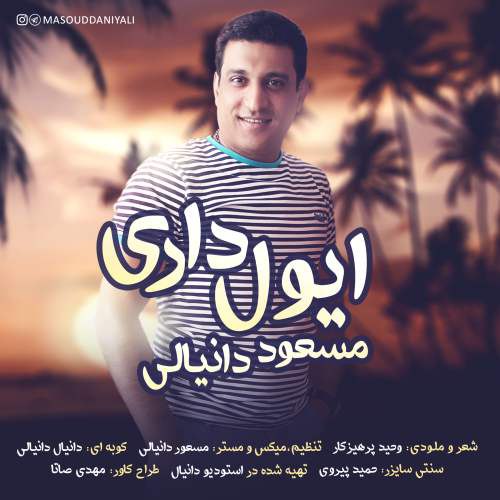 MASOUDDANIYALI
ایول داری
مسعود دانیالی
شعر و ملودی: وحید پرهیزکار تنظیم،میکس و مستر: مسعود دانیالی کوبه ای: دانیال دانیالی
سنتی سایزر: حمید پیروی تهیه شده در استودیو دانیال طراح کاور: مهدی صانا